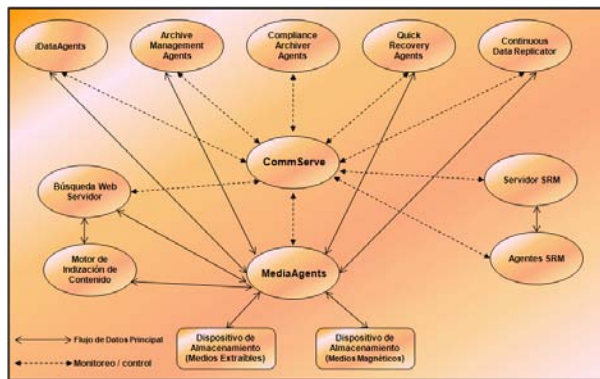 iDataAgents
Archive
Management
Agents
Compliance
Archiver
Agents
Quick
Recovery
Agents
Continuous
Data Replicator
CommServe
Búsqueda Web
Servidor
Servidor SRM
Motor de
Indización de
Contenido
MediaAgents
Agentes SRM
Flujo de Datos Principal
Monitoreo / control
Dispositivo de
Almacenamiento
(Medios Extraíbles)
Dispositivo de
Almacenamiento
(Medios Magnéticos)